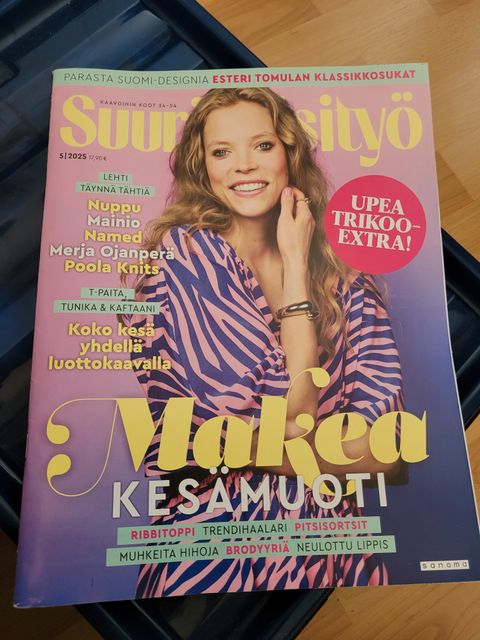 PARASTA SUOMI-DESIGNIA ESTERI TOMULAN KLASSIKKOSUKAT
KAAVOIHIN KOOT 34–54
Suuri sityö
5|2025 17,90 €
LEHTI
TÄYNNÄ TÄHTIÄ
Nuppu
Mainio
Named
Merja Ojanperä
Poola Knits
UPEA
TRIKOO-
EXTRA!
T-PAITA,
TUNIKA & KAFTAANI
Koko kesä
yhdellä
luottokaavalla
Makea
KESÄMUOTI
RIBBITOPPI TRENDIHAALARI PITSISORTSIT
MUHKEITA HIHOJA BRODYYRIÄ NEULOTTU LIPPIS
sanoma